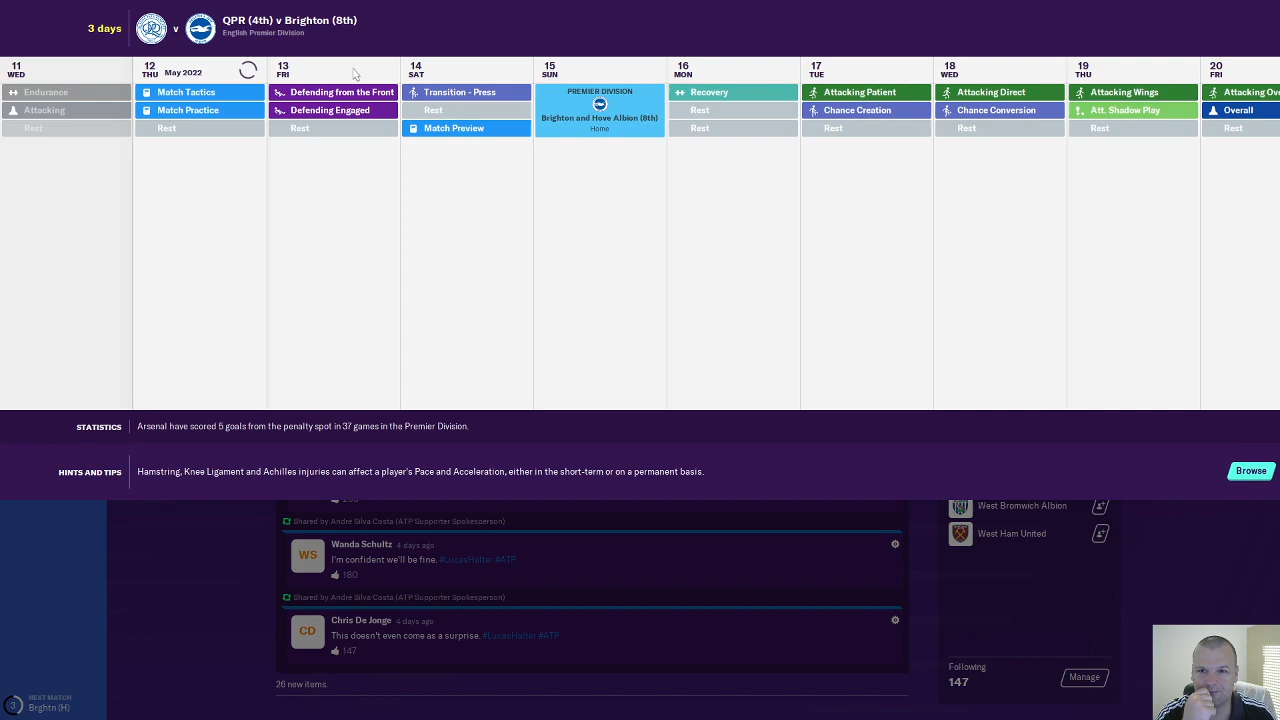 3 days
v
QPR (4th) v Brighton (8th)
English Premier Division
11
WED
12
THU May 2022
13
FRI
14
SAT
15
SUN
16
MON
17
TUE
18
WED
19
THU
20
FRI
Endurance
Match Tactics
Defending from the Front
Transition - Press
PREMIER DIVISION
Recovery
Attacking Patient
Attacking Direct
Attacking Wings
Attacking Ove
Attacking
Match Practice
Defending Engaged
Rest
Brighton and Hove Albion (8th)
Rest
Chance Creation
Chance Conversion
Att. Shadow Play
Overall
Rest
Rest
Rest
Match Preview
Home
Rest
Rest
Rest
Rest
Rest
STATISTICS
Arsenal have scored 5 goals from the penalty spot in 37 games in the Premier Division.
HINTS AND TIPS
Hamstring, Knee Ligament and Achilles injuries can affect a player's Pace and Acceleration, either in the short-term or on a permanent basis.
Browse
West Bromwich Albion
Shared by André Silva Costa (ATP Supporter Spokesperson)
West Ham United
WS
Wanda Schultz 4 days ago
I'm confident we'll be fine. #LucasHalter #ATP
180
Shared by André Silva Costa (ATP Supporter Spokesperson)
CD
Chris De Jonge 4 days ago
This doesn't even come as a surprise. #LucasHalter #ATP
147
26 new items.
Following
147
Manage
3
NEXT MATCH
Brghtn (H)